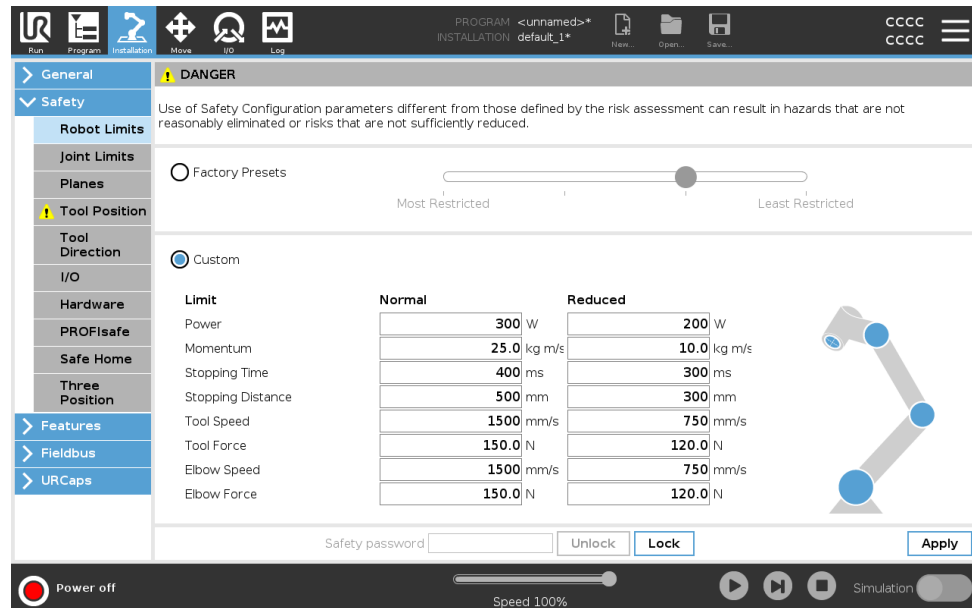 PROGRAM <unnamed>*
INSTALLATION default_1*
CCCC
CCCC
UR
Run
Program
Installation
Move
I/O
Log
New...
Open...
Save...
General
Safety
Robot Limits
Joint Limits
Planes
Tool Position
Tool
Direction
I/O
Hardware
PROFIsafe
Safe Home
Three
Position
Features
Fieldbus
URCaps
DANGER
Use of Safety Configuration parameters different from those defined by the risk assessment can result in hazards that are not
reasonably eliminated or risks that are not sufficiently reduced.
Factory Presets
Most Restricted
Least Restricted
Custom
Limit Normal Reduced
Power 300 W 200 W
Momentum 25.0 kg m/s 10.0 kg m/s
Stopping Time 400 ms 300 ms
Stopping Distance 500 mm 300 mm
Tool Speed 1500 mm/s 750 mm/s
Tool Force 150.0 N 120.0 N
Elbow Speed 1500 mm/s 750 mm/s
Elbow Force 150.0 N 120.0 N
Safety password Unlock Lock Apply
Power off
Speed 100%
Simulation